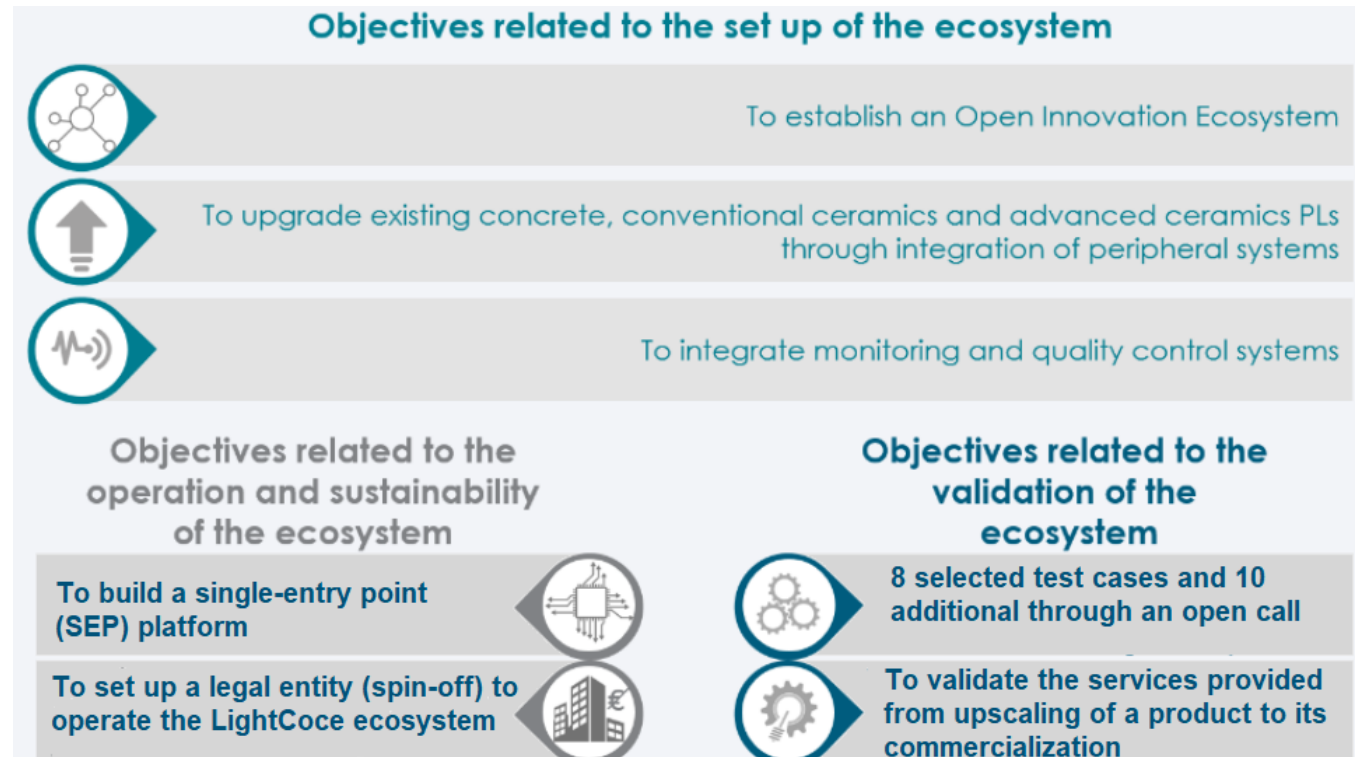 Objectives related to the set up of the ecosystem
To establish an Open Innovation Ecosystem
To upgrade existing concrete, conventional ceramics and advanced ceramics PLs
through integration of peripheral systems
To integrate monitoring and quality control systems
Objectives related to the
operation and sustainability
of the ecosystem
To build a single-entry point
(SEP) platform
To set up a legal entity (spin-off) to
operate the LightCoce ecosystem
€
Objectives related to the
validation of the
ecosystem
8 selected test cases and 10
additional through an open call
To validate the services provided
from upscaling of a product to its
commercialization